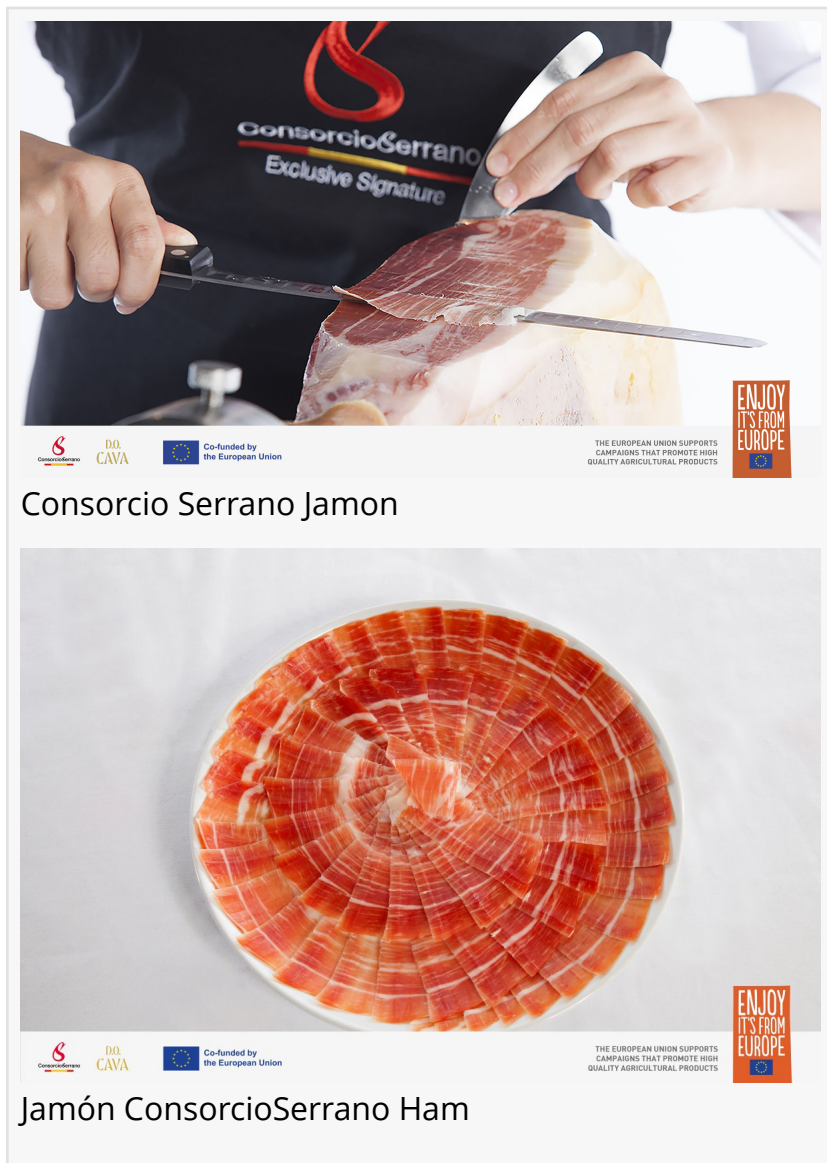 ConsorcioSerrano
Exclusive Signature
ENJOY
IT'S FROM
EUROPE
ConsorcioSerrano
D.O.
CAVA
Co-funded by
the European Union
THE EUROPEAN UNION SUPPORTS
CAMPAIGNS THAT PROMOTE HIGH
QUALITY AGRICULTURAL PRODUCTS
Consorcio Serrano Jamon
ENJOY
IT'S FROM
EUROPE
ConsorcioSerrano
D.O.
CAVA
Co-funded by
the European Union
THE EUROPEAN UNION SUPPORTS
CAMPAIGNS THAT PROMOTE HIGH
QUALITY AGRICULTURAL PRODUCTS
Jamón ConsorcioSerrano Ham